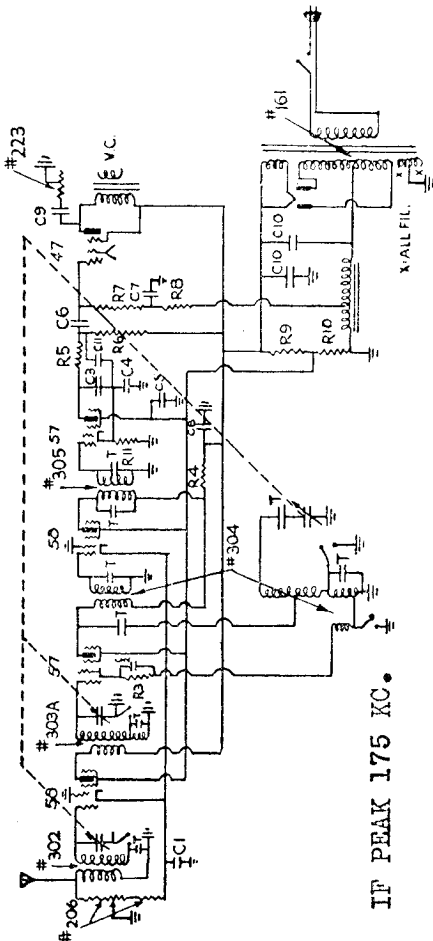 #206
#302
T
C1
58
#303A
T
57
R3
T
58
T
#304
T
T
#305
T
T
57
R11
R4
C8
C3
C11
C4
C5
R5
R6
C6
R7
C7
R8
47
C9
#223
V.C.
R9
R10
C10
C10
#161
X
X
X-ALL FIL.
IF PEAK 175 KC.